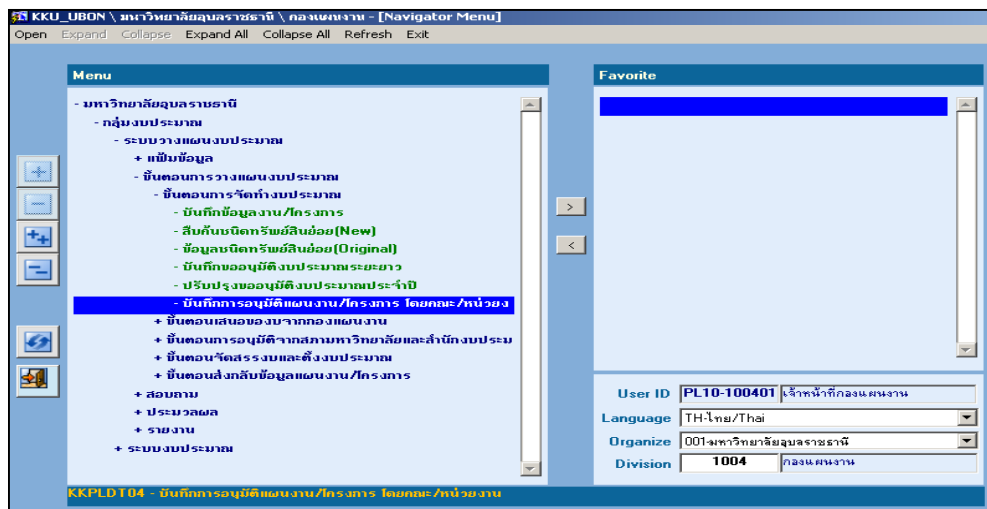 KKU_UBON \ มหาวิทยาลัยอุบลราชธานี \ กองแผนงาน - [Navigator Menu]
Open Expand Collapse Expand All Collapse All Refresh Exit
Menu
Favorite
- มหาวิทยาลัยอุบลราชธานี
- กลุ่มงบประมาณ
- ระบบวางแผนงบประมาณ
+ แฟ้มข้อมูล
- ขั้นตอนการวางแผนงบประมาณ
- ขั้นตอนการจัดทำงบประมาณ
- บันทึกข้อมูลงาน/โครงการ
- สืบค้นชนิดทรัพย์สินย่อย(New)
- ข้อมูลชนิดทรัพย์สินย่อย(Original)
- บันทึกขออนุมัติงบประมาณระยะยาว
- ปรับปรุงขออนุมัติงบประมาณประจำปี
- บันทึกการอนุมัติแผนงาน/โครงการ โดยคณะ/หน่วยง
+ ขั้นตอนเสนอของบจากกองแผนงาน
+ ขั้นตอนการอนุมัติจากสภามหาวิทยาลัยและสำนักงบประม
+ ขั้นตอนจัดสรรงบและตั้งงบประมาณ
+ ขั้นตอนส่งกลับข้อมูลแผนงาน/โครงการ
+ สอบถาม
+ ประมวลผล
+ รายงาน
+ ระบบงบประมาณ
>
<
User ID PL10-100401 เจ้าหน้าที่กองแผนงาน
Language TH-ไทย/Thai
Organize 001-มหาวิทยาลัยอุบลราชธานี
Division 1004 กองแผนงาน
KKPLDT04 - บันทึกการอนุมัติแผนงาน/โครงการ โดยคณะ/หน่วยงาน